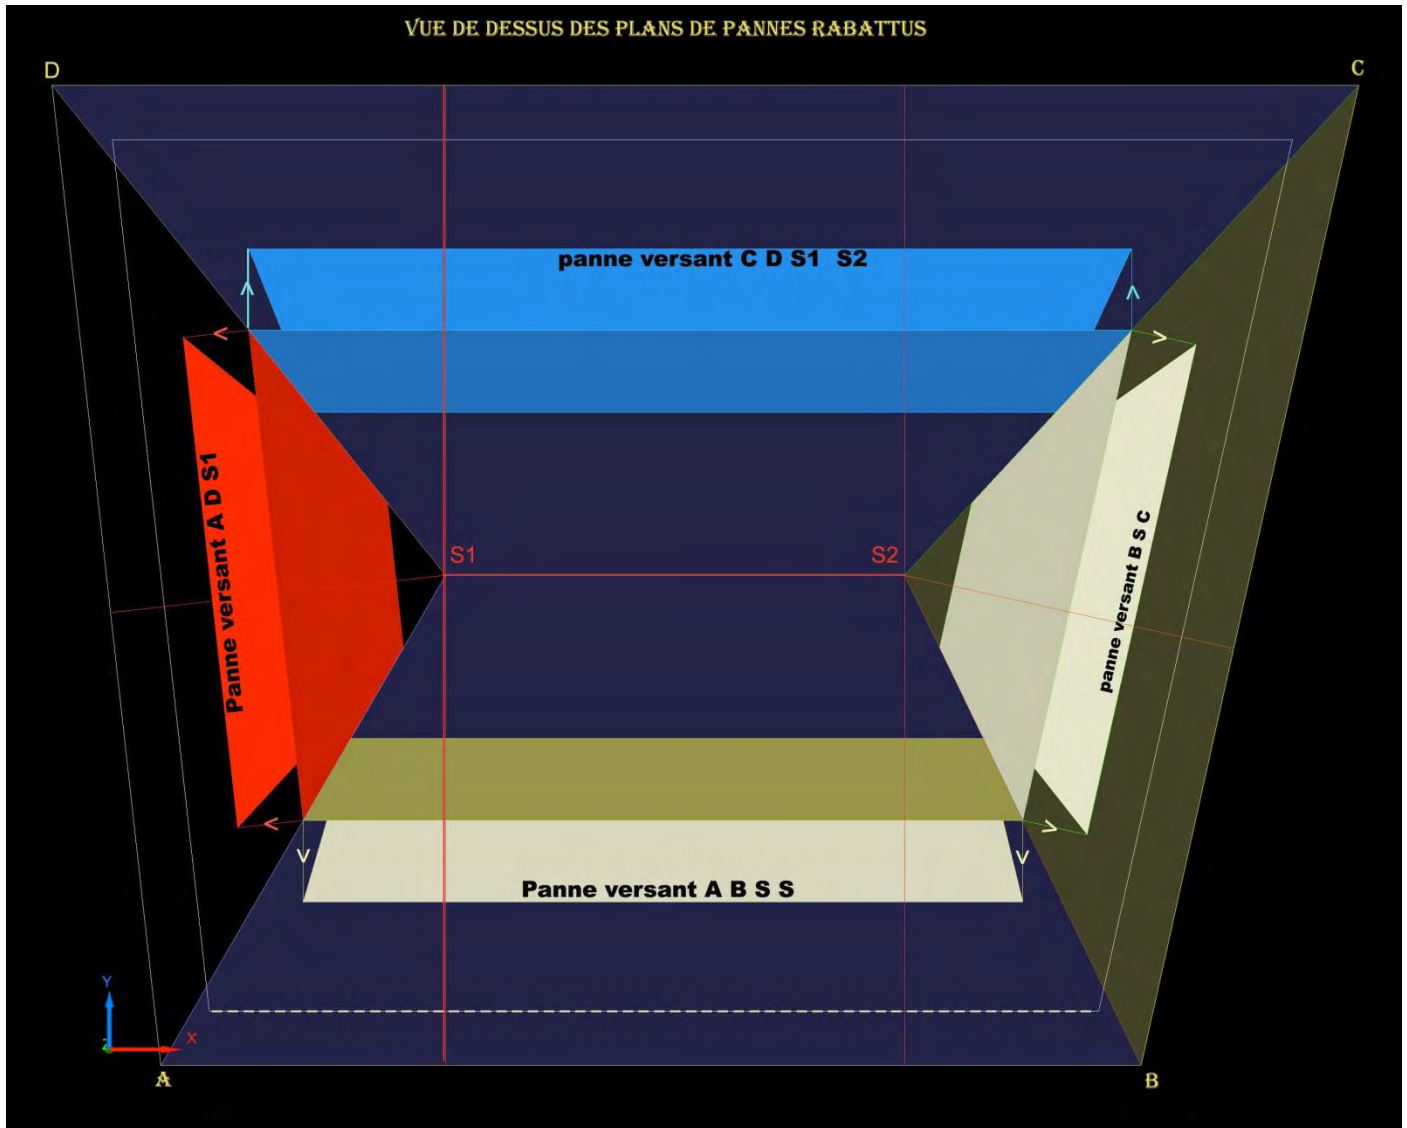 VUE DE DESSUS DES PLANS DE PANNES RABATTUS
D
C
panne versant C D S1 S2
Panne versant A D S1
S1
S2
panne versant B S C
Panne versant A B S S
Y
Z
X
A
B